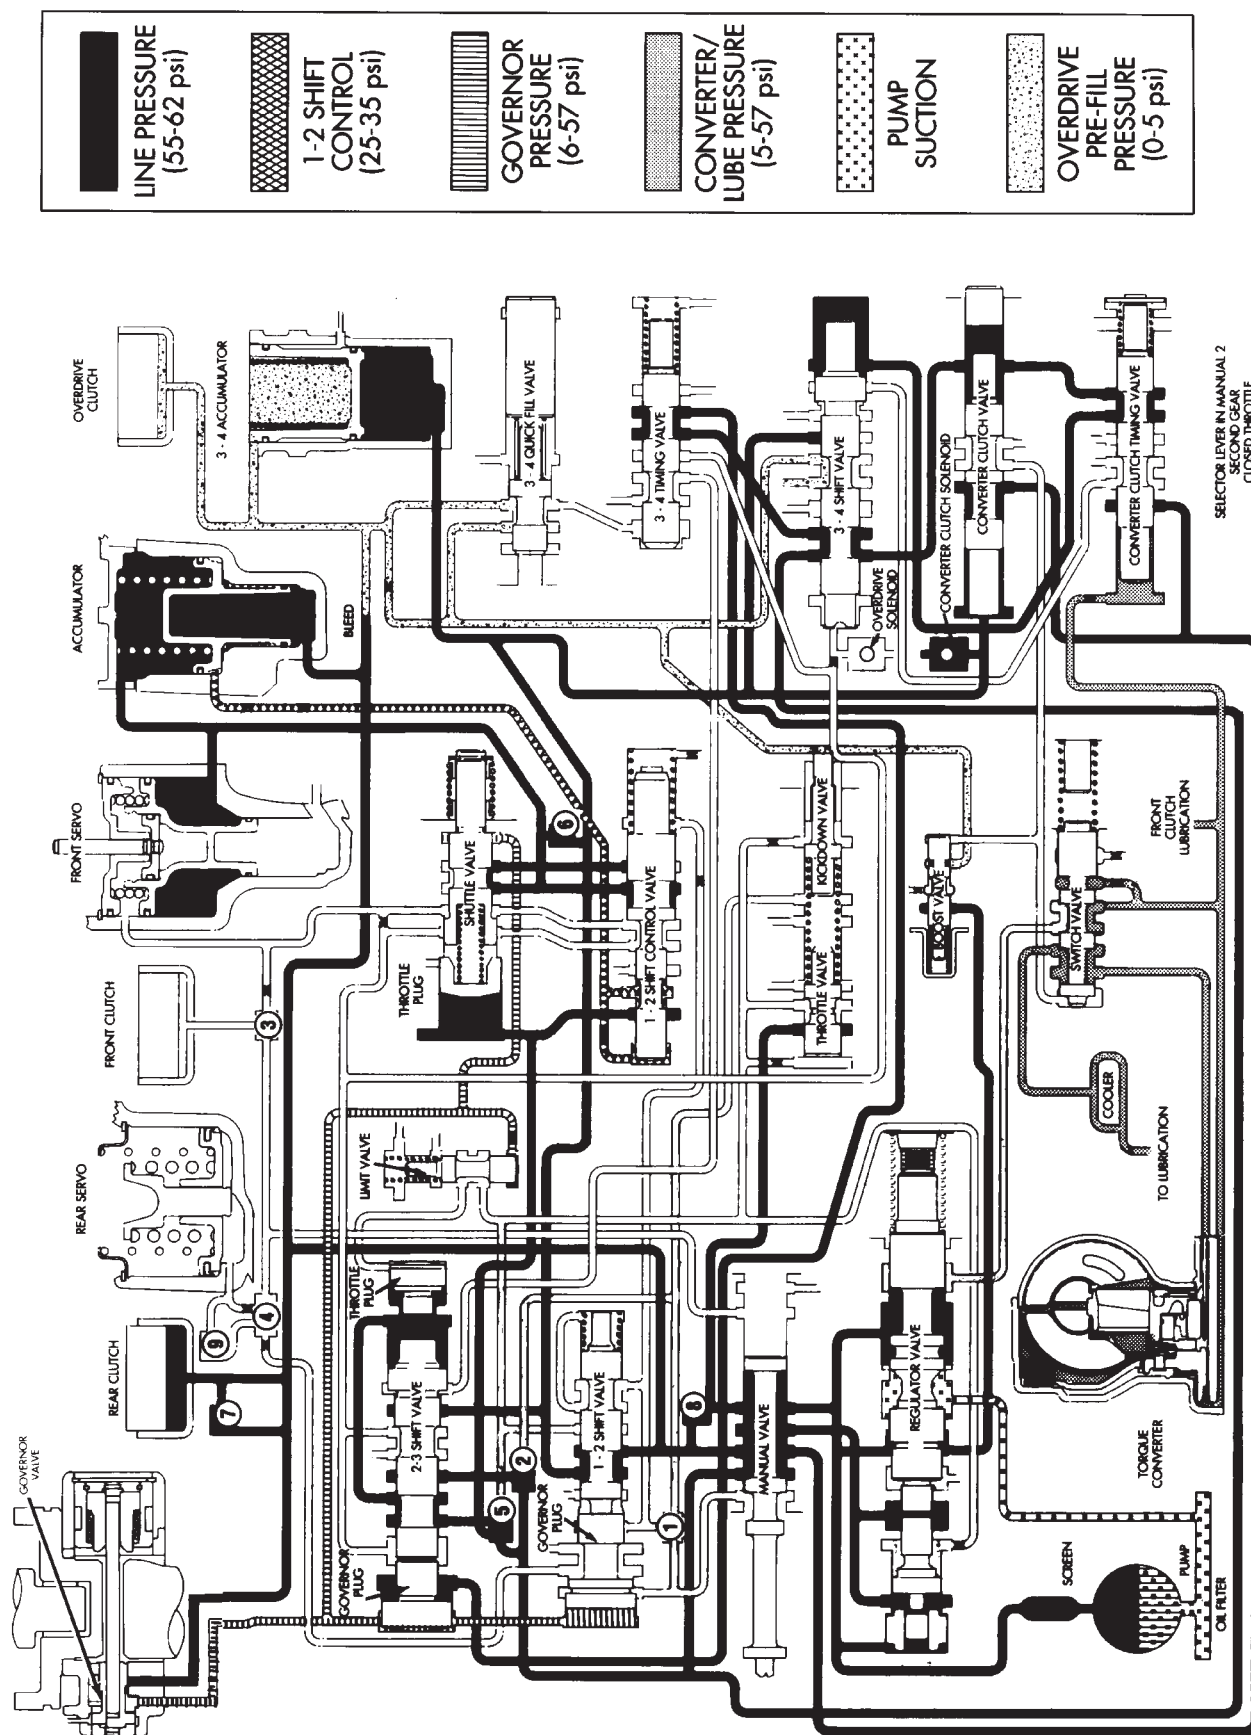 LINE PRESSURE
(55-62 psi)
1-2 SHIFT
CONTROL
(25-35 psi)
GOVERNOR
PRESSURE
(6-57 psi)
CONVERTER/
LUBE PRESSURE
(5-57 psi)
PUMP
SUCTION
OVERDRIVE
PRE-FILL
PRESSURE
(0-5 psi)
OVERDRIVE
CLUTCH
3 - 4 ACCUMULATOR
3 - 4 QUICK FILL VALVE
3 - 4 TIMING VALVE
3 - 4 SHIFT VALVE
CONVERTER CLUTCH SOLENOID
CONVERTER CLUTCH VALVE
CONVERTER CLUTCH TIMING VALVE
SELECTOR LEVER IN MANUAL 2
SECOND GEAR
CLOSED THROTTLE
ACCUMULATOR
BLEED
OVERDRIVE
SOLENOID
FRONT SERVO
SHUTTLE VALVE
6
1 - 2 SHIFT CONTROL VALVE
KICKDOWN VALVE
THROTTLE VALVE
BOOST VALVE
SWITCH VALVE
FRONT
CLUTCH
LUBRICATION
FRONT CLUTCH
3
THROTTLE
PLUG
COOLER
TO LUBRICATION
REAR SERVO
LIMIT VALVE
4
9
THROTTLE
PLUG
REAR CLUTCH
7
2-3 SHIFT VALVE
1 - 2 SHIFT VALVE
8
MANUAL VALVE
REGULATOR VALVE
TORQUE
CONVERTER
2
5
GOVERNOR
PLUG
1
GOVERNOR
PLUG
GOVERNOR
VALVE
SCREEN
PUMP
OIL FILTER